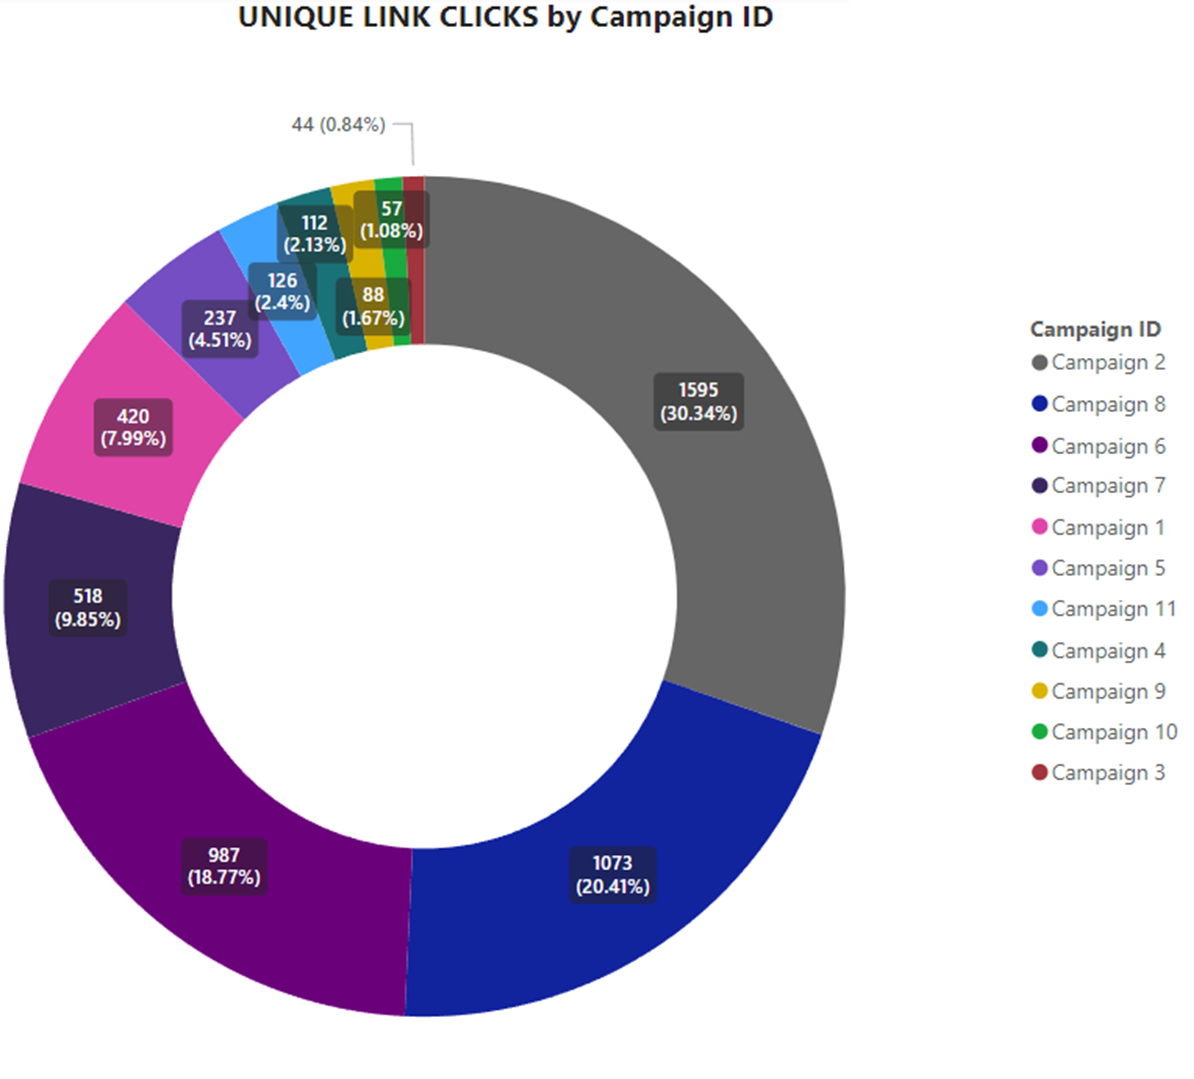 UNIQUE LINK CLICKS by Campaign ID
44 (0.84%)
57
(1.08%)
112
(2.13%)
126
(2.4%)
88
(1.67%)
237
(4.51%)
1595
(30.34%)
420
(7.99%)
518
(9.85%)
987
(18.77%)
1073
(20.41%)
Campaign ID
Campaign 2
Campaign 8
Campaign 6
Campaign 7
Campaign 1
Campaign 5
Campaign 11
Campaign 4
Campaign 9
Campaign 10
Campaign 3